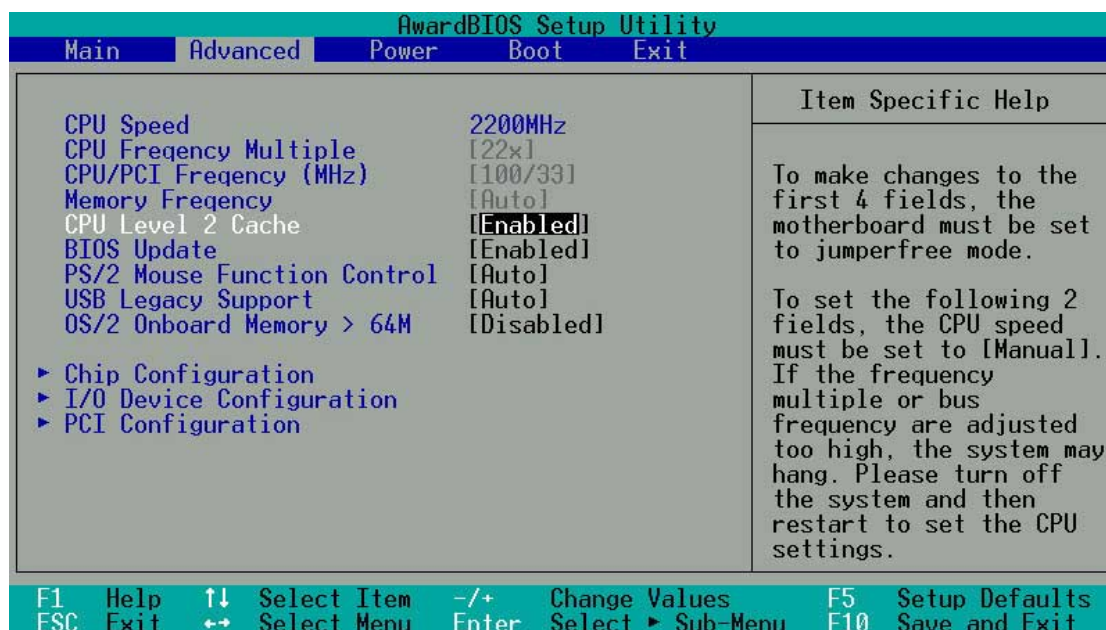 AwardBIOS Setup Utility
Main Advanced Power Boot Exit
Item Specific Help
CPU Speed 2200MHz
CPU Freqency Multiple [22x]
CPU/PCI Freqency (MHz) [100/33]
Memory Freqency [Auto]
CPU Level 2 Cache [Enabled]
BIOS Update [Enabled]
PS/2 Mouse Function Control [Auto]
USB Legacy Support [Auto]
OS/2 Onboard Memory > 64M [Disabled]
▸ Chip Configuration
▸ I/O Device Configuration
▸ PCI Configuration
To make changes to the
first 4 fields, the
motherboard must be set
to jumperfree mode.
To set the following 2
fields, the CPU speed
must be set to [Manual].
If the frequency
multiple or bus
frequency are adjusted
too high, the system may
hang. Please turn off
the system and then
restart to set the CPU
settings.
F1 Help ↑↓ Select Item -/+ Change Values F5 Setup Defaults
ESC Exit ←→ Select Menu Enter Select ▸ Sub-Menu F10 Save and Exit